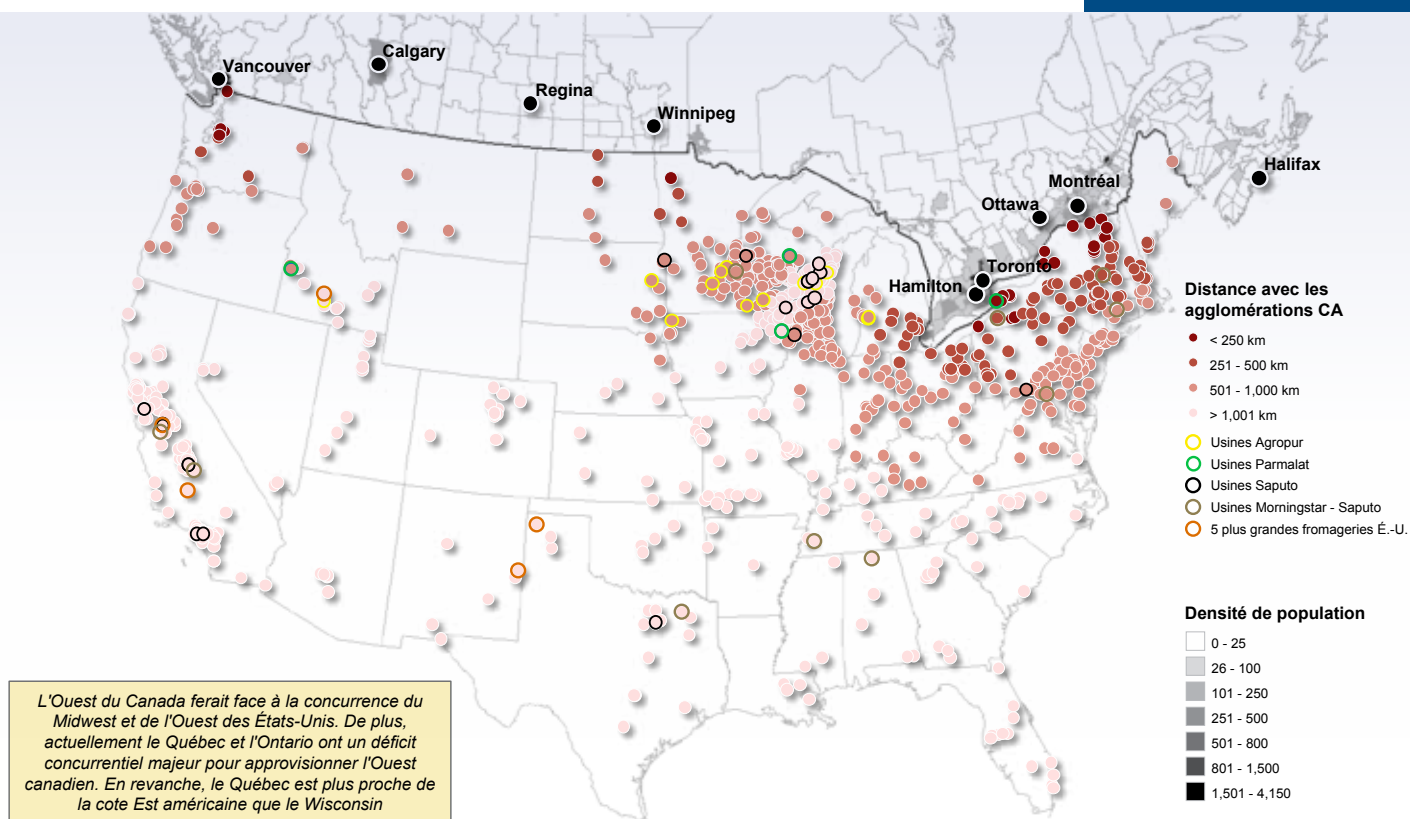 Vancouver
Calgary
Regina
Winnipeg
Halifax
Montréal
Ottawa
Toronto
Hamilton
Distance avec les
agglomérations CA
< 250 km
251 - 500 km
501 - 1,000 km
> 1,001 km
Usines Agropur
Usines Parmalat
Usines Saputo
Usines Morningstar - Saputo
5 plus grandes fromageries É.-U.
Densité de population
0 - 25
26 - 100
101 - 250
251 - 500
501 - 800
801 - 1,500
1,501 - 4,150
L'Ouest du Canada ferait face à la concurrence du
Midwest et de l'Ouest des États-Unis. De plus,
actuellement le Québec et l'Ontario ont un déficit
concurrentiel majeur pour approvisionner l'Ouest
canadien. En revanche, le Québec est plus proche de
la cote Est américaine que le Wisconsin